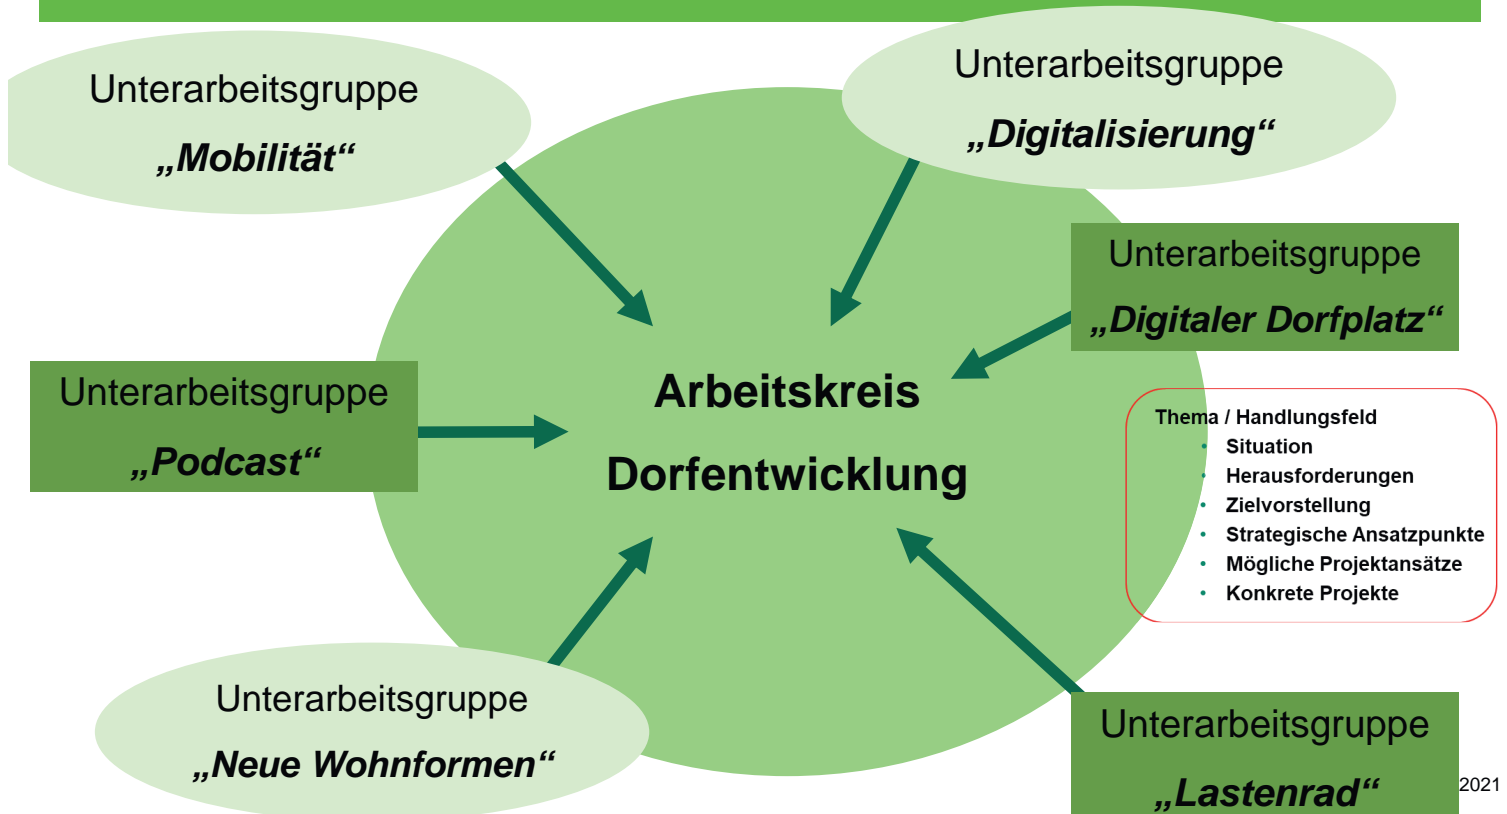 Unterarbeitsgruppe
„Mobilität“
Unterarbeitsgruppe
„Digitalisierung“
Unterarbeitsgruppe
„Digitaler Dorfplatz“
Unterarbeitsgruppe
„Podcast“
Arbeitskreis
Dorfentwicklung
Thema / Handlungsfeld
• Situation
• Herausforderungen
• Zielvorstellung
• Strategische Ansatzpunkte
• Mögliche Projektansätze
• Konkrete Projekte
Unterarbeitsgruppe
„Neue Wohnformen“
Unterarbeitsgruppe
„Lastenrad“
2021